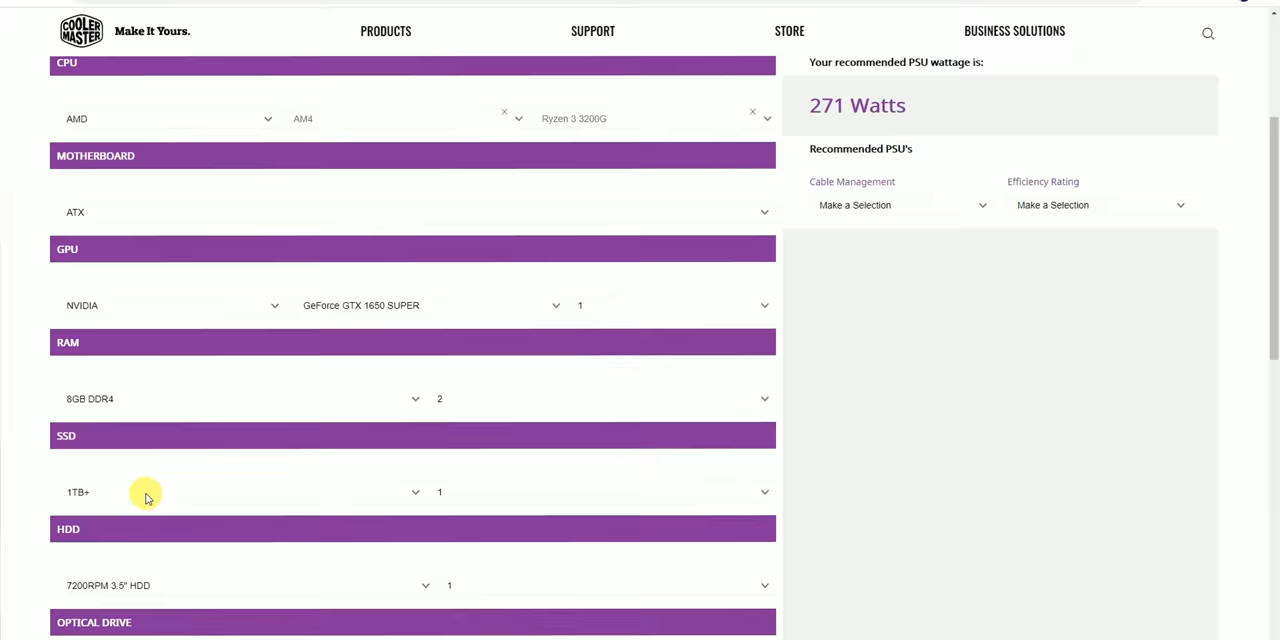 COOLER MASTER Make It Yours. PRODUCTS SUPPORT STORE BUSINESS SOLUTIONS
CPU
AMD AM4 Ryzen 3 3200G
MOTHERBOARD
ATX
GPU
NVIDIA GeForce GTX 1650 SUPER 1
RAM
8GB DDR4 2
SSD
1TB+ 1
HDD
7200RPM 3.5" HDD 1
OPTICAL DRIVE
Your recommended PSU wattage is:
271 Watts
Recommended PSU's
Cable Management Efficiency Rating
Make a Selection Make a Selection